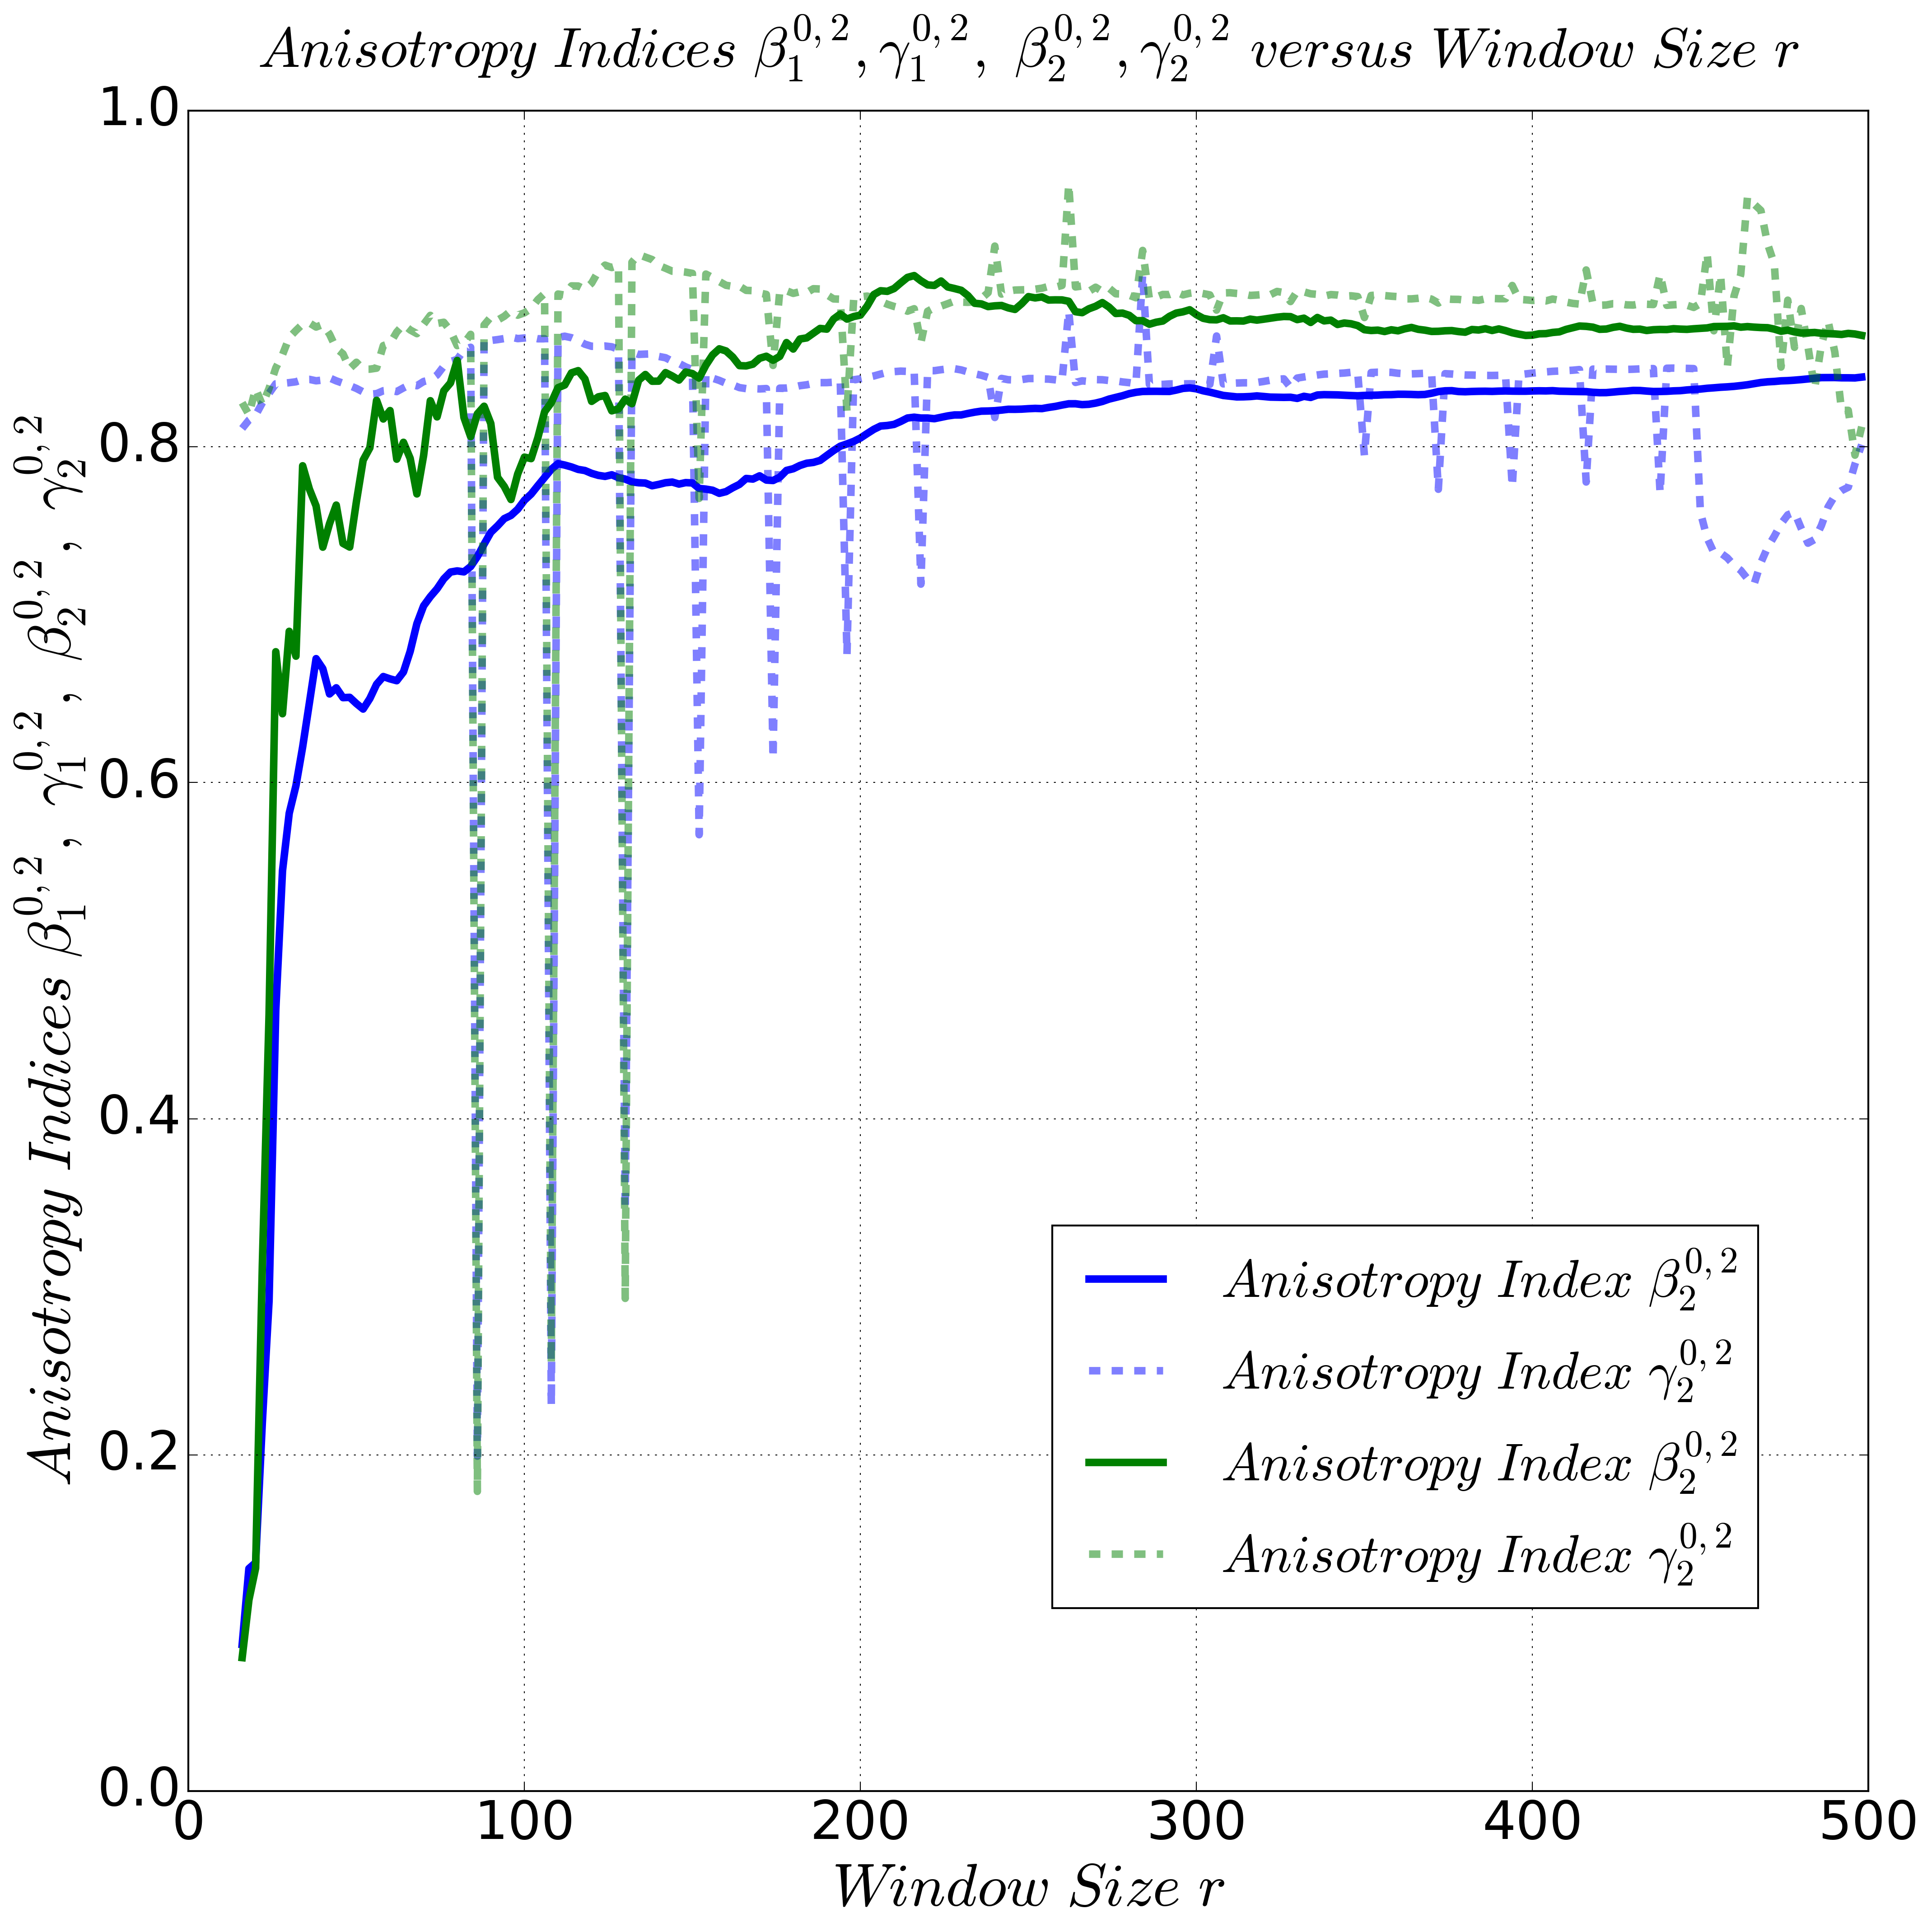 Anisotropy Indices β₁^{0,2} , γ₁^{0,2} , β₂^{0,2} , γ₂^{0,2} versus Window Size r
Anisotropy Indices β₁^{0,2} , γ₁^{0,2} , β₂^{0,2} , γ₂^{0,2}
1.0
0.8
0.6
0.4
0.2
0.0
Anisotropy Index β₂^{0,2}
Anisotropy Index γ₂^{0,2}
Anisotropy Index β₂^{0,2}
Anisotropy Index γ₂^{0,2}
0 100 200 300 400 500
Window Size r